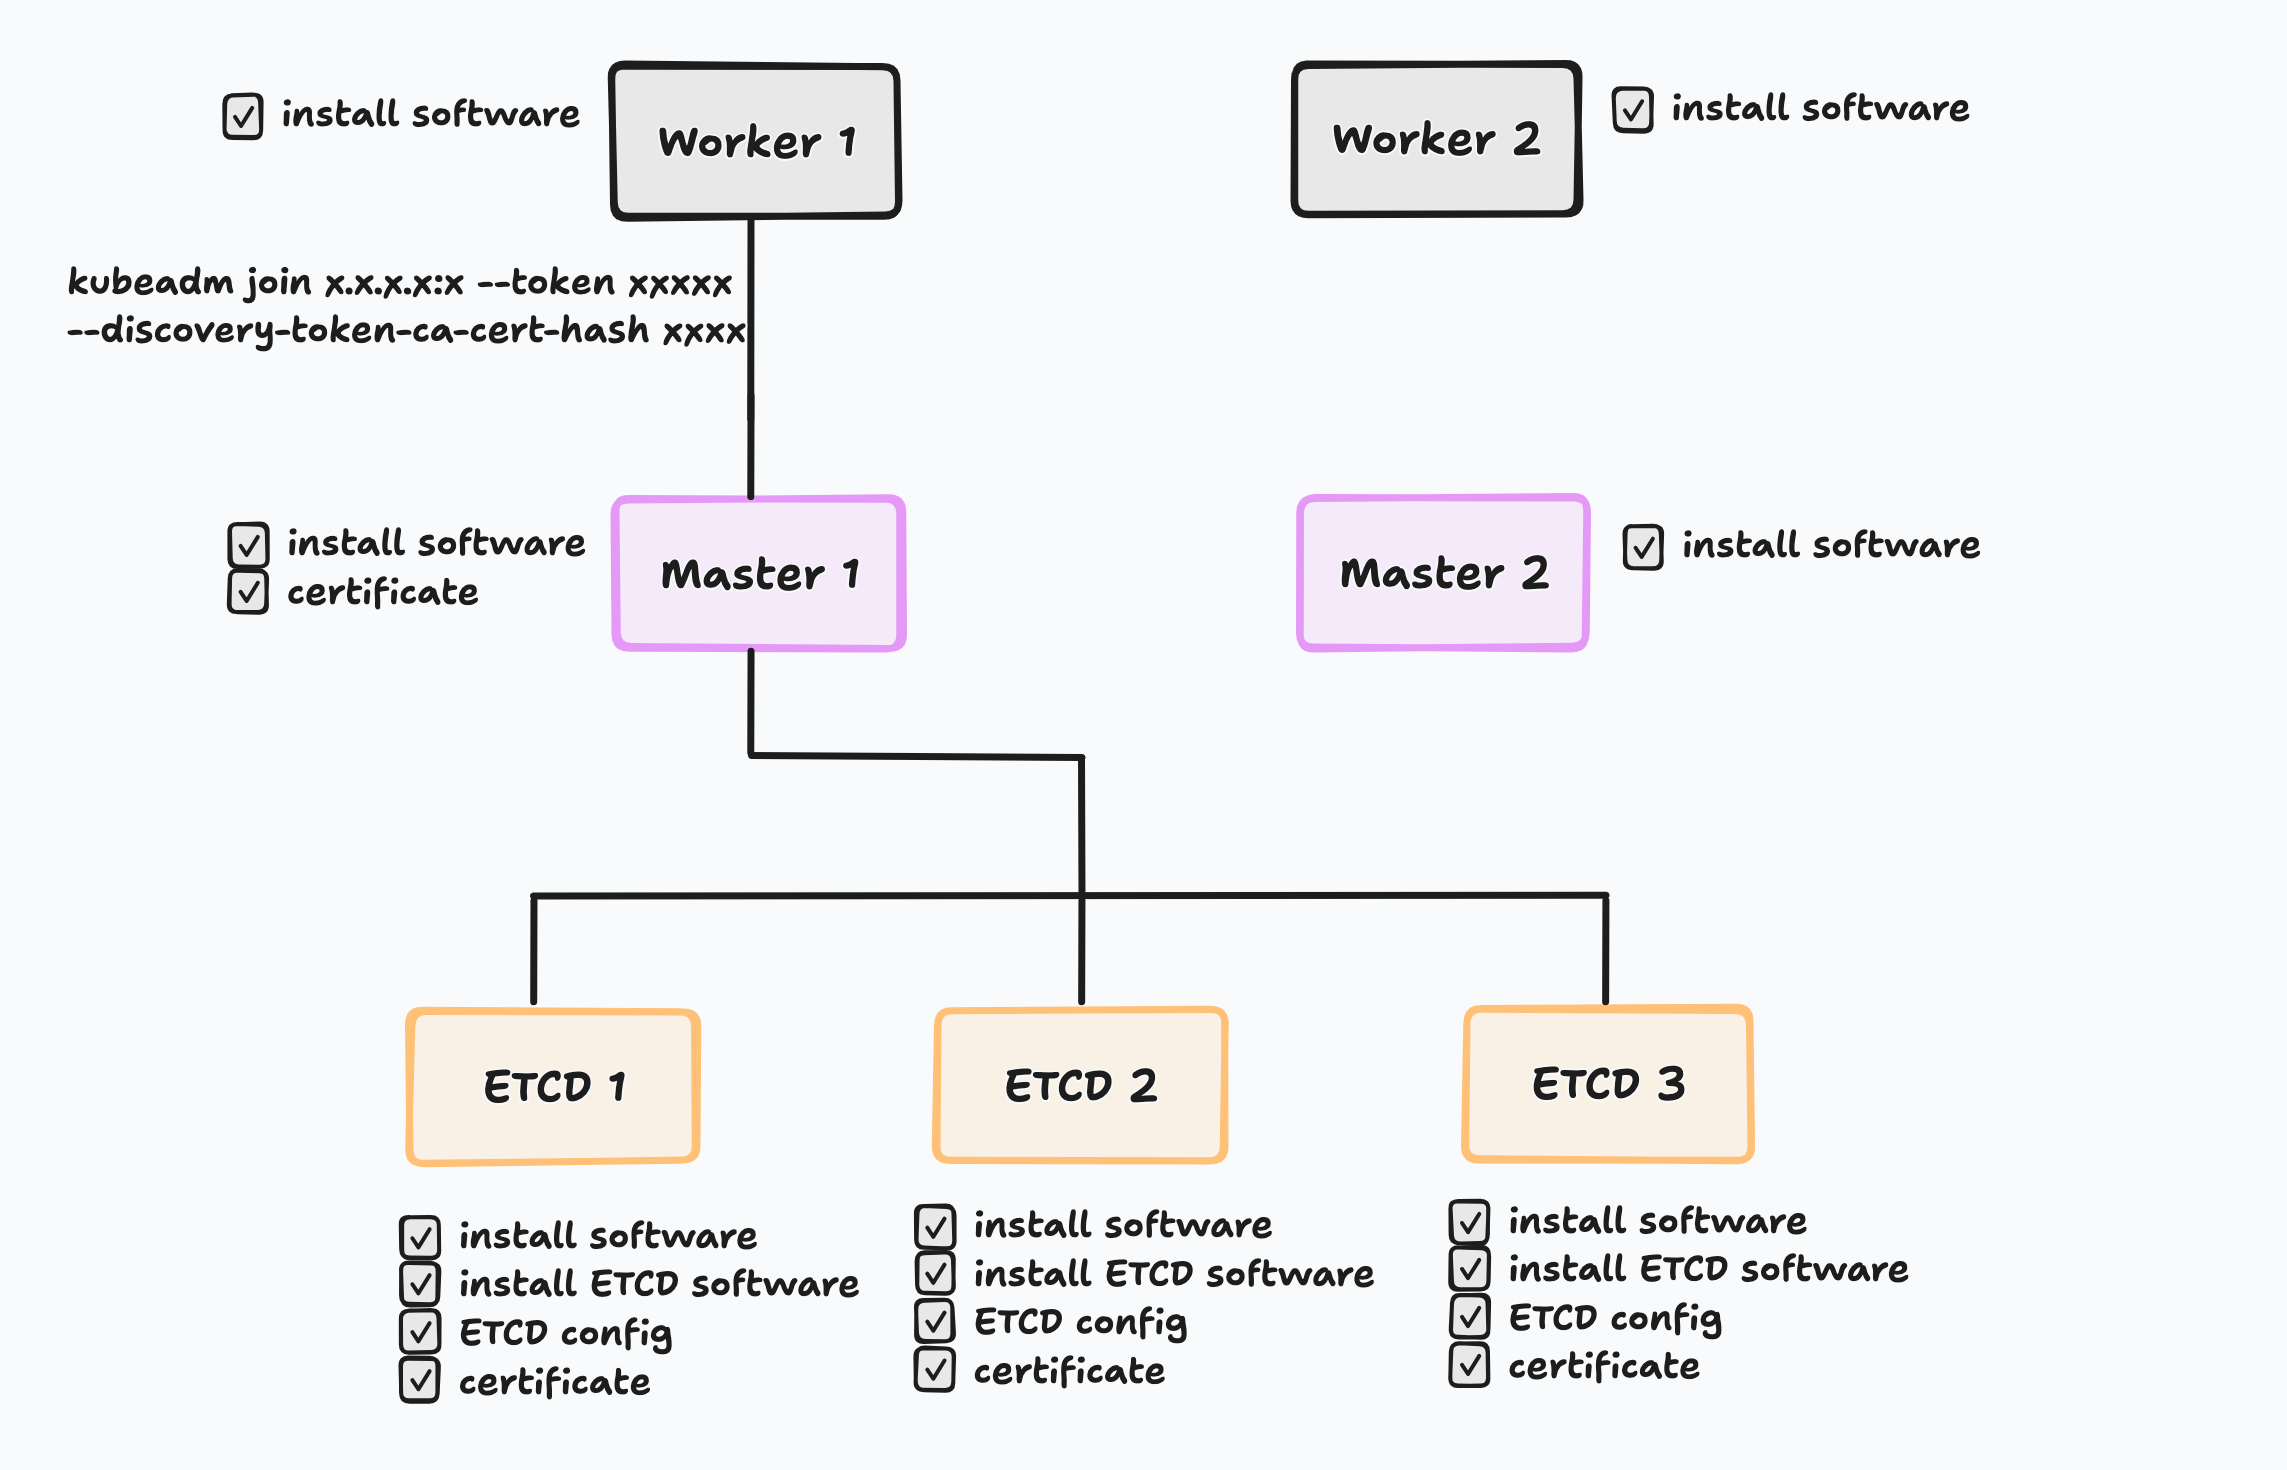 install software
Worker 1
Worker 2
install software
kubeadm join x.x.x.x:x --token xxxxx
--discovery-token-ca-cert-hash xxxx
install software
certificate
Master 1
Master 2
install software
ETCD 1
ETCD 2
ETCD 3
install software
install ETCD software
ETCD config
certificate
install software
install ETCD software
ETCD config
certificate
install software
install ETCD software
ETCD config
certificate